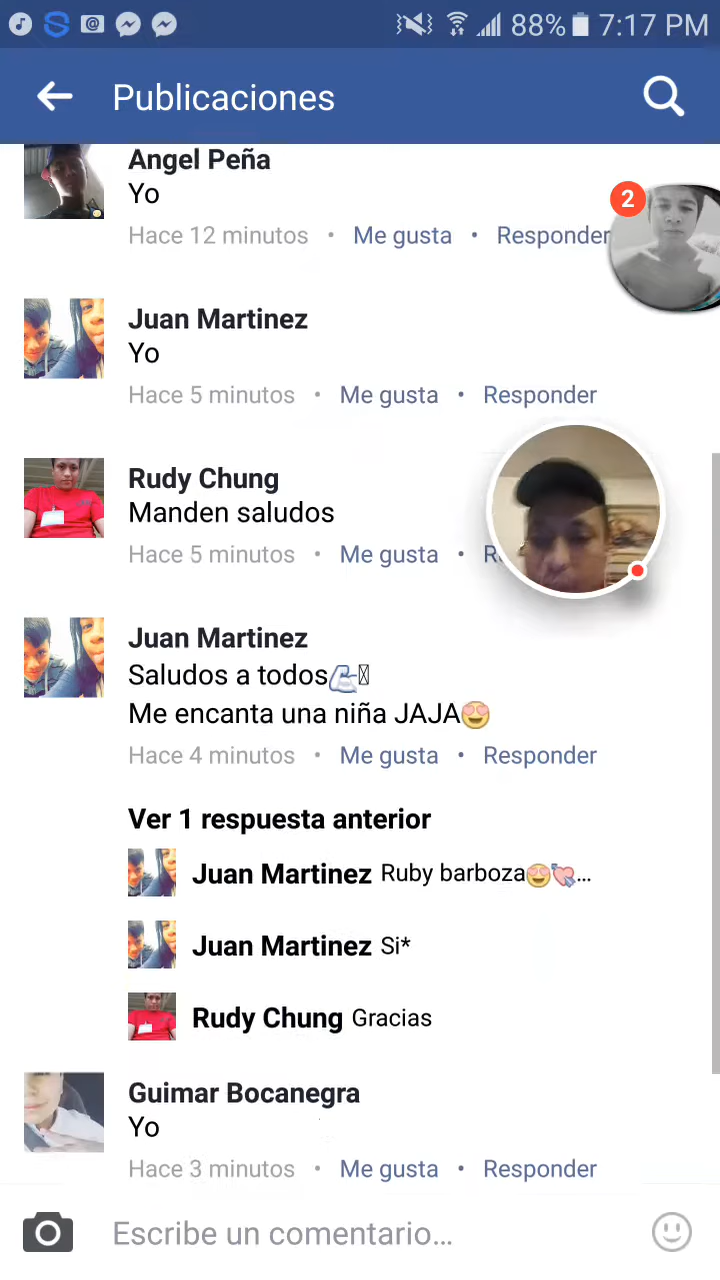 88% 7:17 PM
Publicaciones
Angel Peña
Yo
Hace 12 minutos • Me gusta • Responder
2
Juan Martinez
Yo
Hace 5 minutos • Me gusta • Responder
Rudy Chung
Manden saludos
Hace 5 minutos • Me gusta •
Juan Martinez
Saludos a todos
Me encanta una niña JAJA😍
Hace 4 minutos • Me gusta • Responder
Ver 1 respuesta anterior
Juan Martinez Ruby barboza😍💘...
Juan Martinez Si*
Rudy Chung Gracias
Guimar Bocanegra
Yo
Hace 3 minutos • Me gusta • Responder
Escribe un comentario...